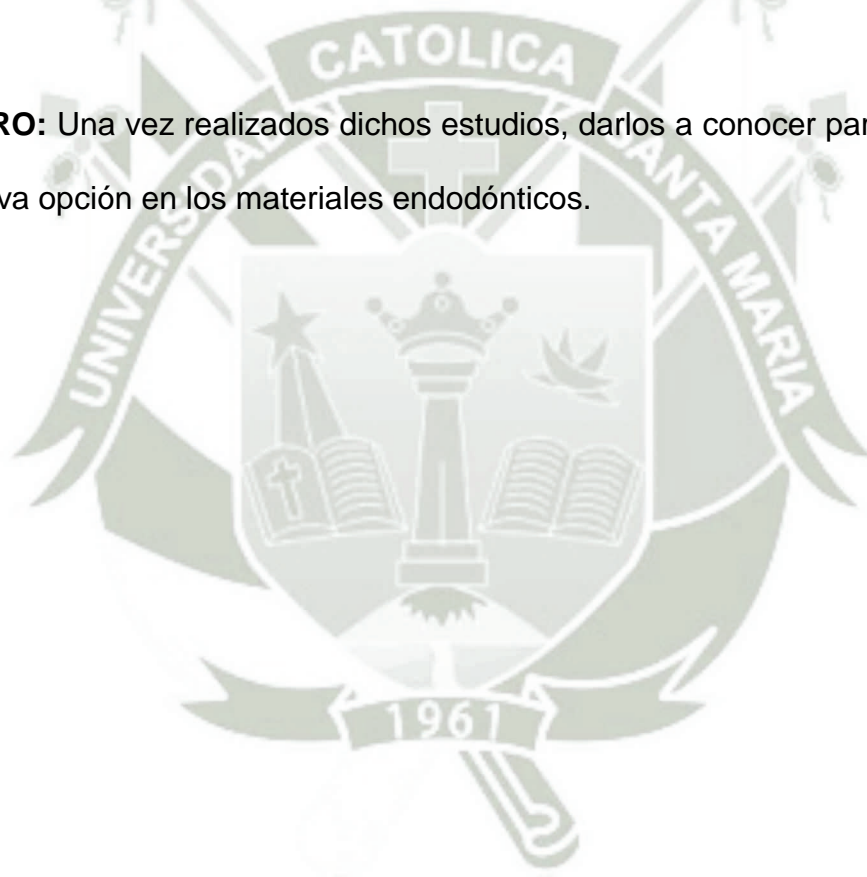 CATOLICA
RO: Una vez realizados dichos estudios, darlos a conocer par
va opción en los materiales endodónticos.
UNIVERSIDAD
SANTA MARIA
1961